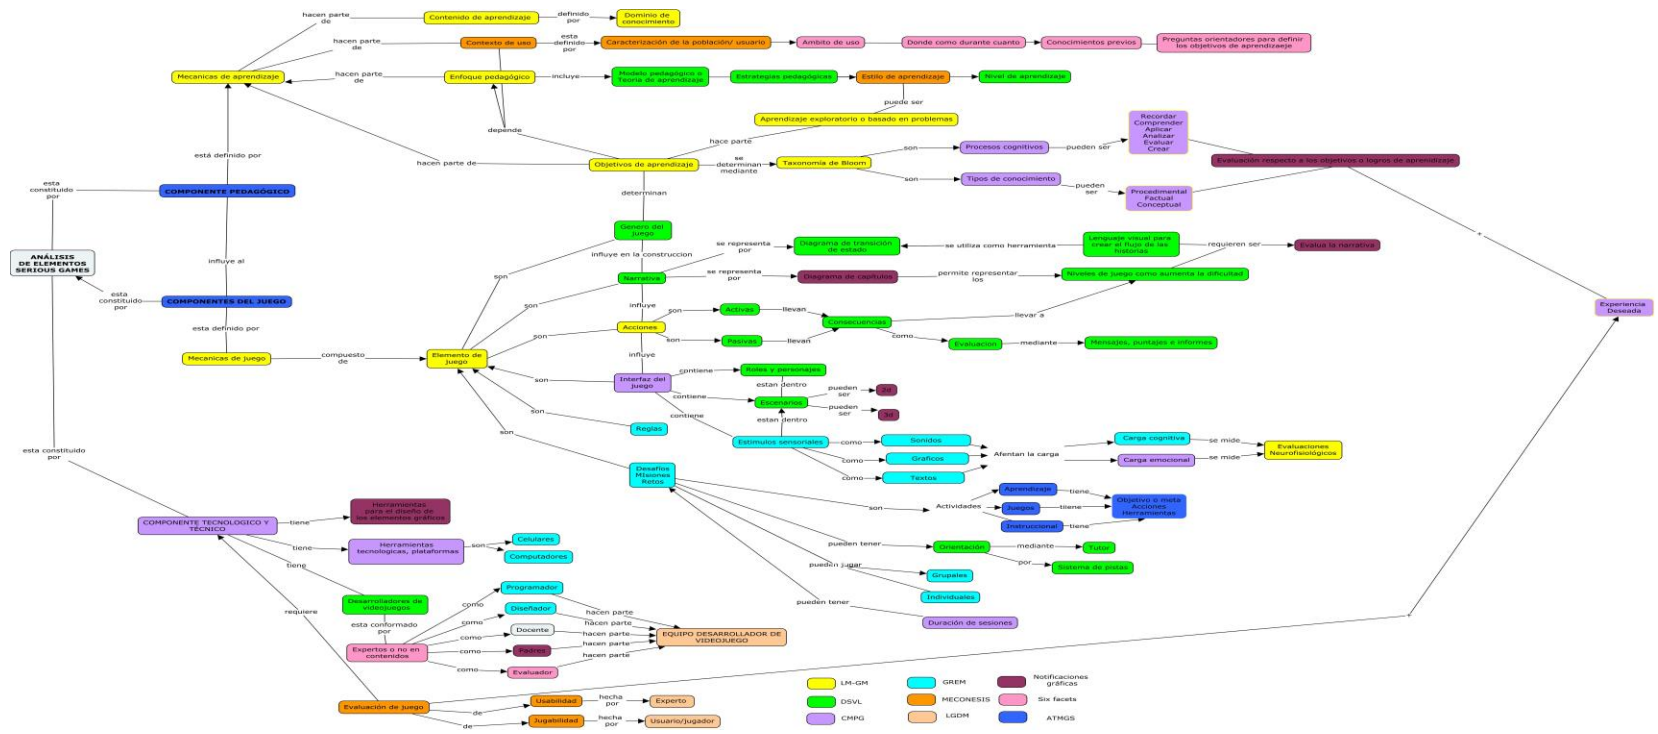 hacen parte
de
Contenido de aprendizaje
definido
por
Dominio de
conocimiento
hacen parte
de
Contexto de uso
esta
definido
por
Caracterización de la población/ usuario
Ambito de uso
Donde como durante cuanto
Conocimientos previos
Preguntas orientadores para definir
los objetivos de aprendizaeje
Mecanicas de aprendizaje
hacen parte
de
Enfoque pedagógico
incluye
Modelo pedagógico o
Teoria de aprendizaje
Estrategias pedagógicas
Estilo de aprendizaje
Nivel de aprendizaje
puede ser
Aprendizaje exploratorio o basado en problemas
depende
hace parte
está definido por
hacen parte de
Objetivos de aprendizaje
se
determinan
mediante
Taxonomía de Bloom
son
Procesos cognitivos
pueden ser
Recordar
Comprender
Aplicar
Analizar
Evaluar
Crear
Evaluación respecto a los objetivos o logros de aprendizaje
son
Tipos de conocimiento
pueden
ser
Procedimental
Factual
Conceptual
esta
constituido
por
COMPONENTE PEDAGÓGICO
determinan
Genero del
juego
influye en la construccion
ANÁLISIS
DE ELEMENTOS
SERIOUS GAMES
influye al
son
se representa
por
Diagrama de transición
de estado
se utiliza como herramienta
Lenguaje visual para
crear el flujo de las
historias
requieren ser
Evalua la narrativa
+
Narrativa
se representa
por
Diagrama de capítulos
permite representar
los
Niveles de juego como aumenta la dificultad
esta
constituido
por
COMPONENTES DEL JUEGO
son
influye
Experiencia
Deseada
esta definido por
son
Acciones
son
Activas
llevan
Consecuencias
llevar a
son
Pasivas
llevan
como
Evaluacion
mediante
Mensajes, puntajes e informes
Mecanicas de juego
compuesto
de
Elemento de
juego
influye
son
Interfaz del
juego
contiene
Roles y personajes
estan dentro
contiene
Escenarios
pueden
ser
2d
pueden
ser
3d
son
Reglas
contiene
estan dentro
Estimulos sensoriales
como
Sonidos
como
Graficos
como
Textos
Afentan la carga
Carga cognitiva
se mide
Carga emocional
se mide
Evaluaciones
Neurofisiológicos
son
esta constituido
por
Desafíos
Misiones
Retos
son
Actividades
Aprendizaje
tiene
Juegos
tiene
Instruccional
tiene
Objetivo o meta
Acciones
Herramientas
pueden tener
Orientación
mediante
Tutor
por
Sistema de pistas
pueden jugar
Grupales
Individuales
pueden tener
Duración de sesiones
COMPONENTE TECNOLOGICO Y
TÉCNICO
tiene
Herramientas
para el diseño de
los elementos gráficos
tiene
Herramientas
tecnologicas, plataformas
son
Celulares
Computadores
tiene
Desarrolladores de
videojuegos
esta conformado
por
Expertos o no en
contenidos
requiere
como
Programador
hacen parte
como
Diseñador
hacen parte
como
Docente
hacen parte
como
Padres
hacen parte
como
Evaluador
hacen parte
EQUIPO DESARROLLADOR DE
VIDEOJUEGO
+
Evaluación de juego
de
Usabilidad
hecha
por
Experto
de
Jugabilidad
hecha
por
Usuario/jugador
LM-GM
GREM
Notificaciones
gráficas
DSVL
MECONESIS
Six facets
CMPG
LGDM
ATMGS